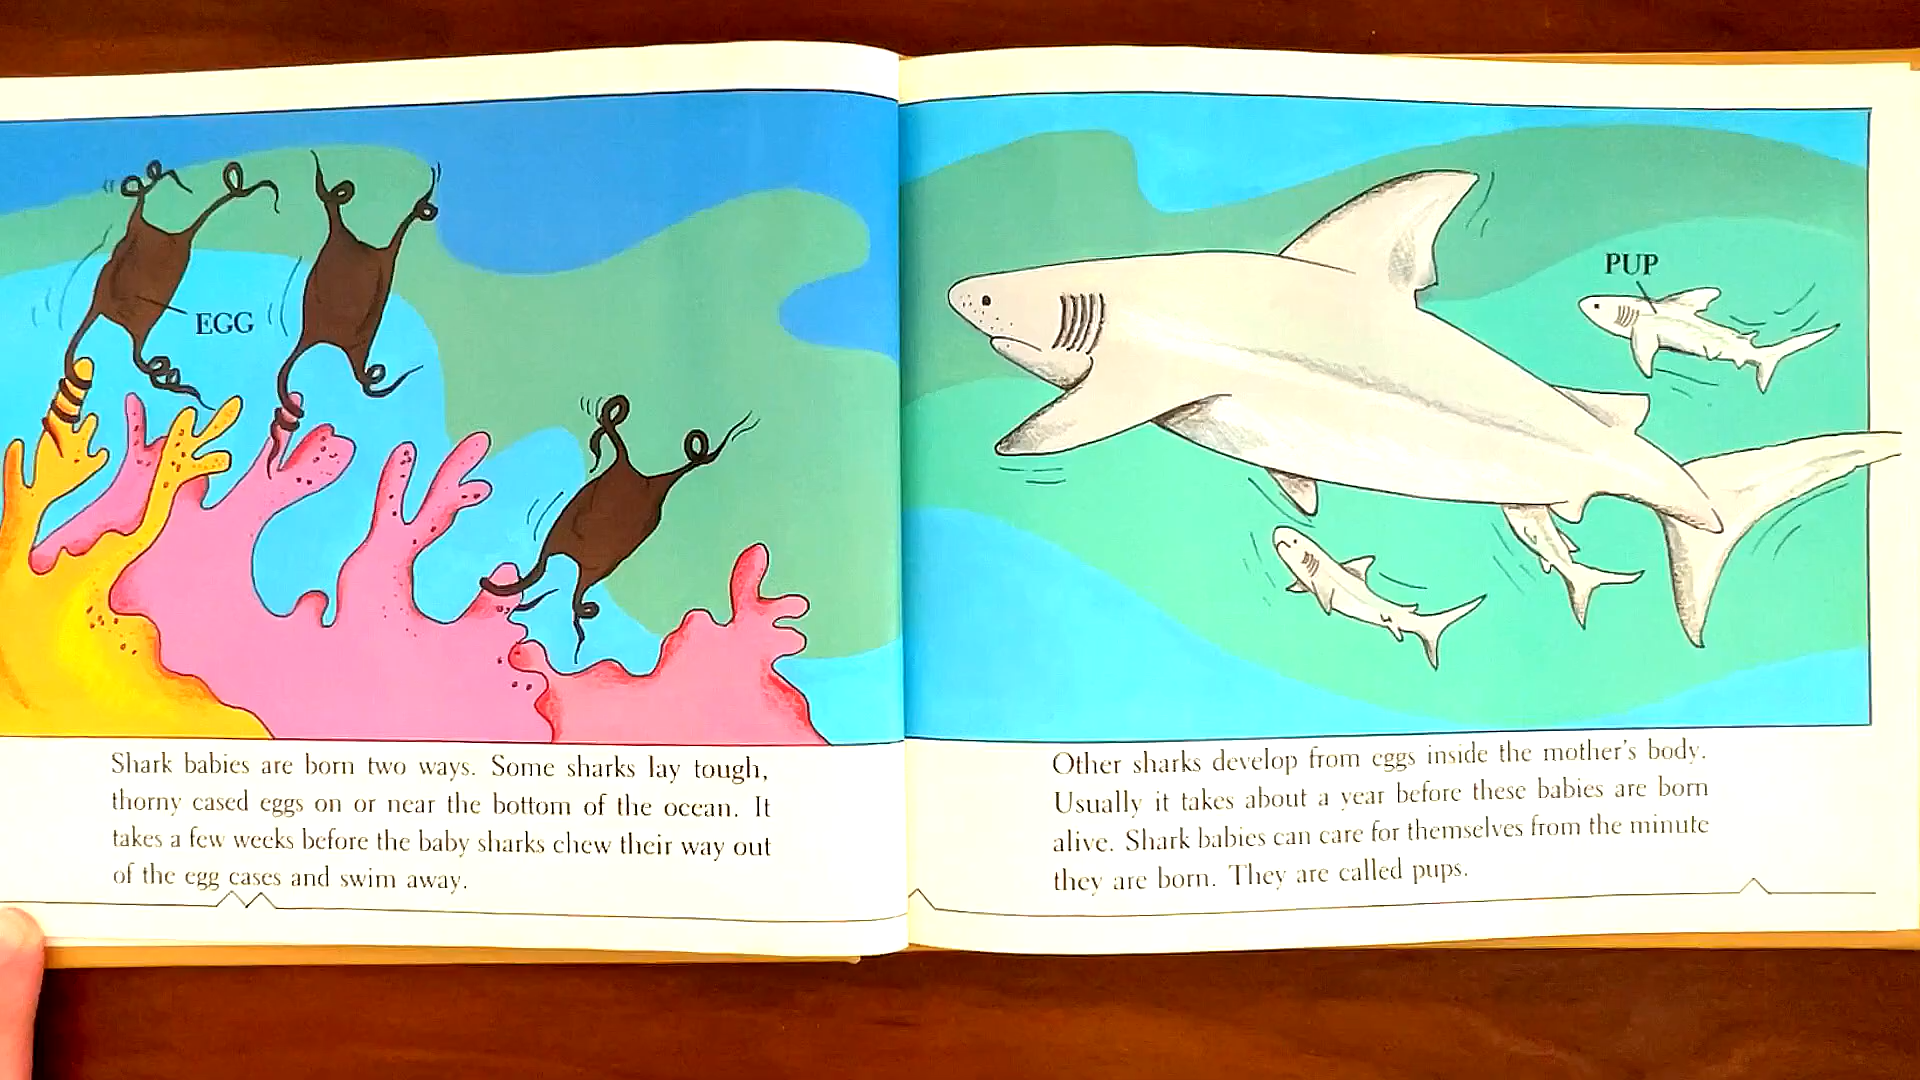 EGG
Shark babies are born two ways. Some sharks lay tough,
thorny cased eggs on or near the bottom of the ocean. It
takes a few weeks before the baby sharks chew their way out
of the egg cases and swim away.
PUP
Other sharks develop from eggs inside the mother's body.
Usually it takes about a year before these babies are born
alive. Shark babies can care for themselves from the minute
they are born. They are called pups.